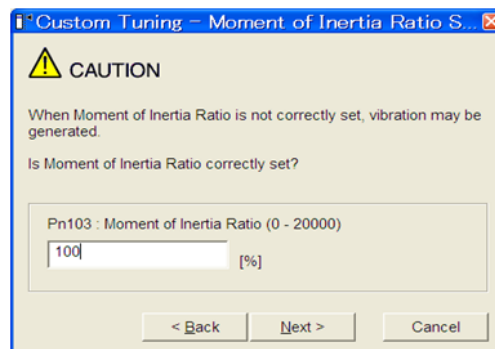 Custom Tuning - Moment of Inertia Ratio S...
CAUTION
When Moment of Inertia Ratio is not correctly set, vibration may be
generated.
Is Moment of Inertia Ratio correctly set?
Pn103 : Moment of Inertia Ratio (0 - 20000)
100
[%]
< Back
Next >
Cancel